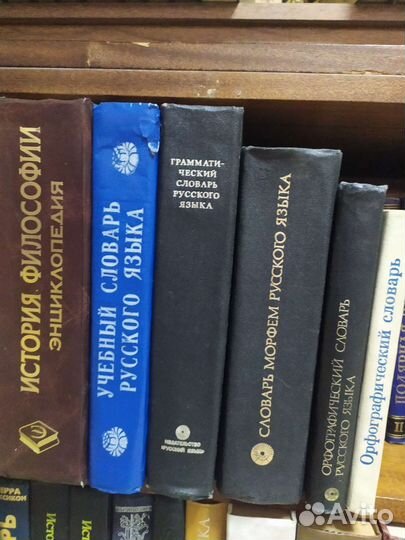 ИСТОРИЯ ФИЛОСОФИИ
ЭНЦИКЛОПЕДИЯ
УЧЕБНЫЙ СЛОВАРЬ
РУССКОГО ЯЗЫКА
ГРАММАТИ-
ЧЕСКИЙ
СЛОВАРЬ
РУССКОГО
ЯЗЫКА
ИЗДАТЕЛЬСТВО
«РУССКИЙ ЯЗЫК»
СЛОВАРЬ МОРФЕМ РУССКОГО ЯЗЫКА
ОРФОГРАФИЧЕСКИЙ СЛОВАРЬ
РУССКОГО ЯЗЫКА
Орфографический словарь
II
Avito